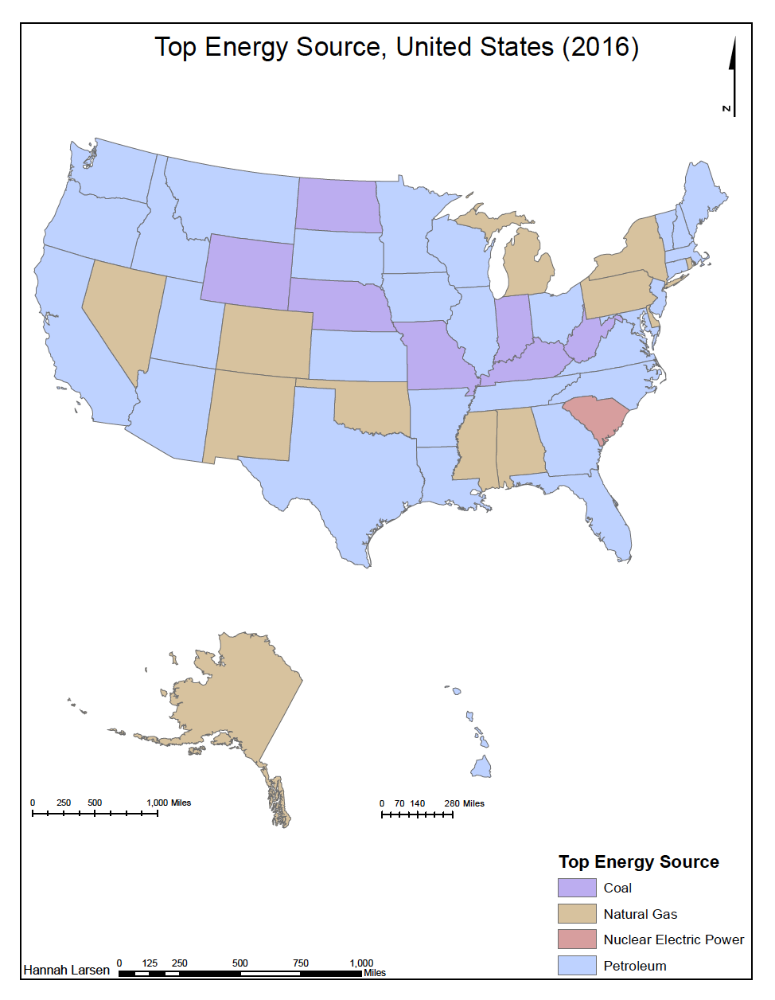 Top Energy Source, United States (2016)
N
0 250 500 1,000 Miles
0 70 140 280 Miles
Top Energy Source
Coal
Natural Gas
Nuclear Electric Power
Petroleum
Hannah Larsen
0 125 250 500 750 1,000
Miles